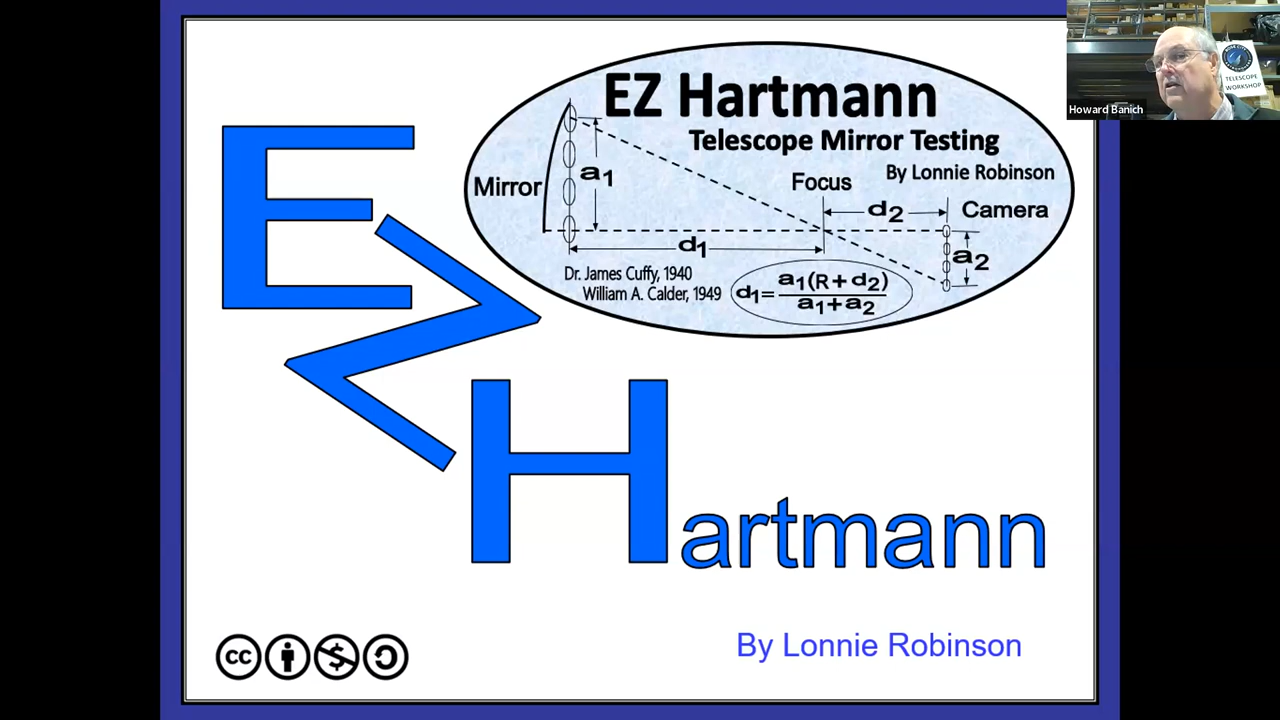 EZ Hartmann
Telescope Mirror Testing
By Lonnie Robinson
Mirror
a1
Focus
d2
Camera
d1
a2
Dr. James Cuffy, 1940
William A. Calder, 1949
d1= a1(R+d2)
a1+a2
EZ
Hartmann
cc $
By Lonnie Robinson
Howard Banich
TELESCOPE
WORKSHOP